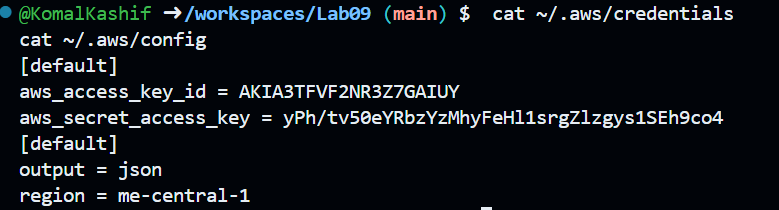 @KomalKashif ➜/workspaces/Lab09 (main) $ cat ~/.aws/credentials
cat ~/.aws/config
[default]
aws_access_key_id = AKIA3TFVF2NR3Z7GAIUY
aws_secret_access_key = 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
[default]
output = json
region = me-central-1